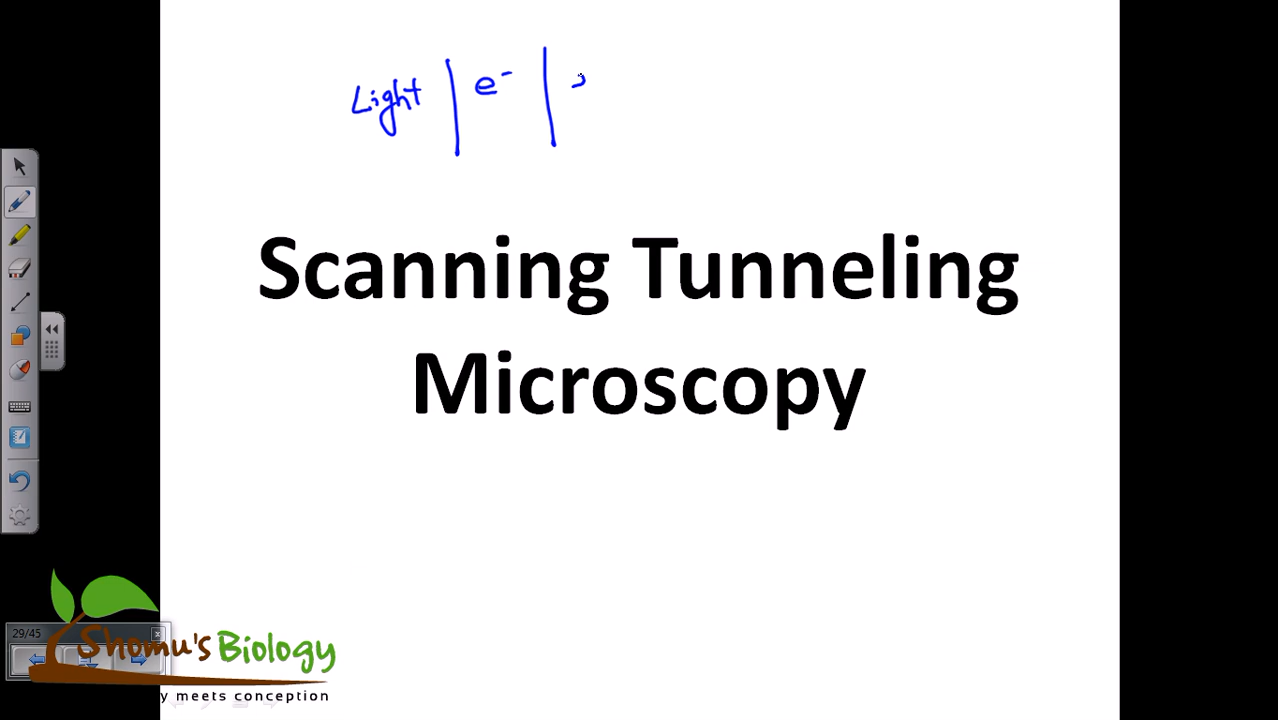 Light | e⁻ |
Scanning Tunneling
Microscopy
29/45
Shomu's Biology
y meets conception